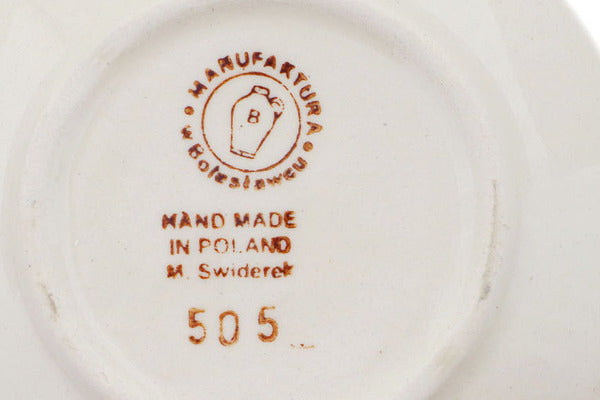 • MANUFAKTURA •
w Bolesławcu
B
HAND MADE
IN POLAND
M. Swiderek
505